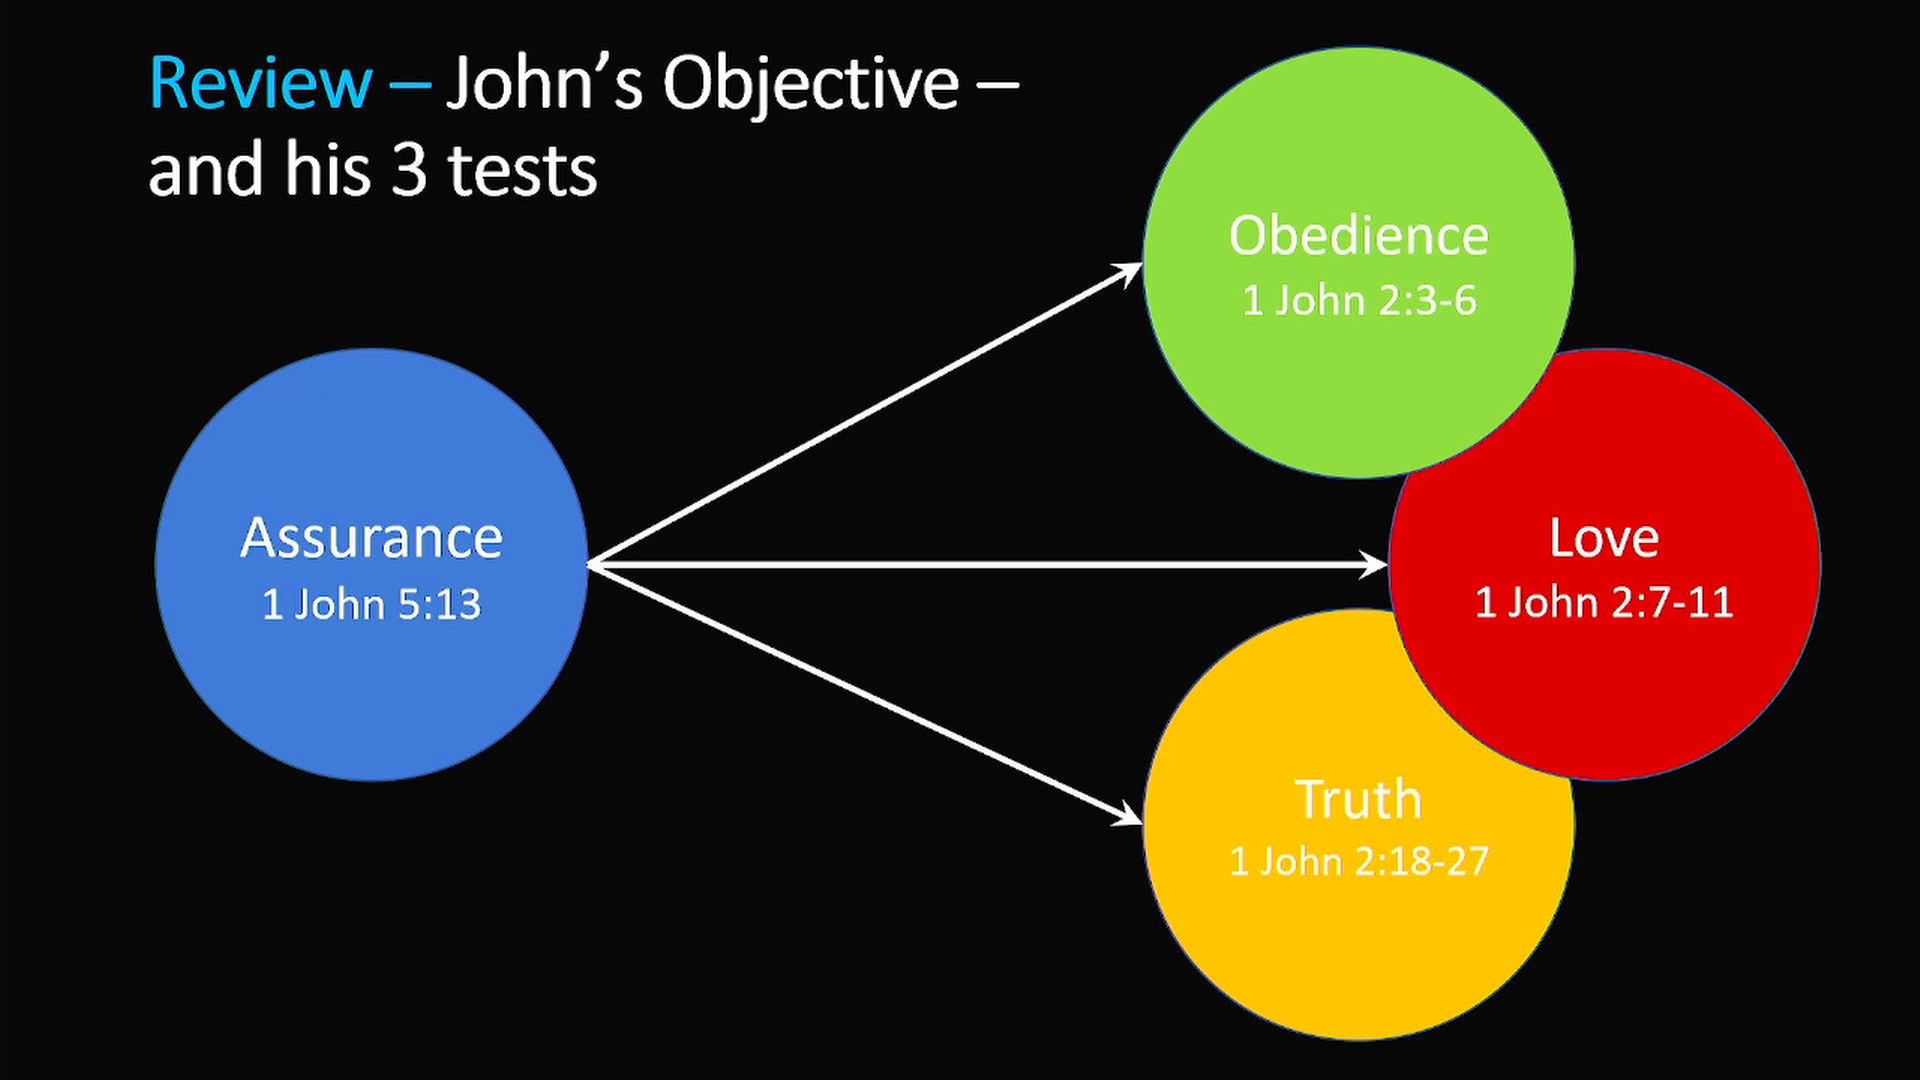 Review – John’s Objective –
and his 3 tests
Obedience
1 John 2:3-6
Assurance
1 John 5:13
Love
1 John 2:7-11
Truth
1 John 2:18-27